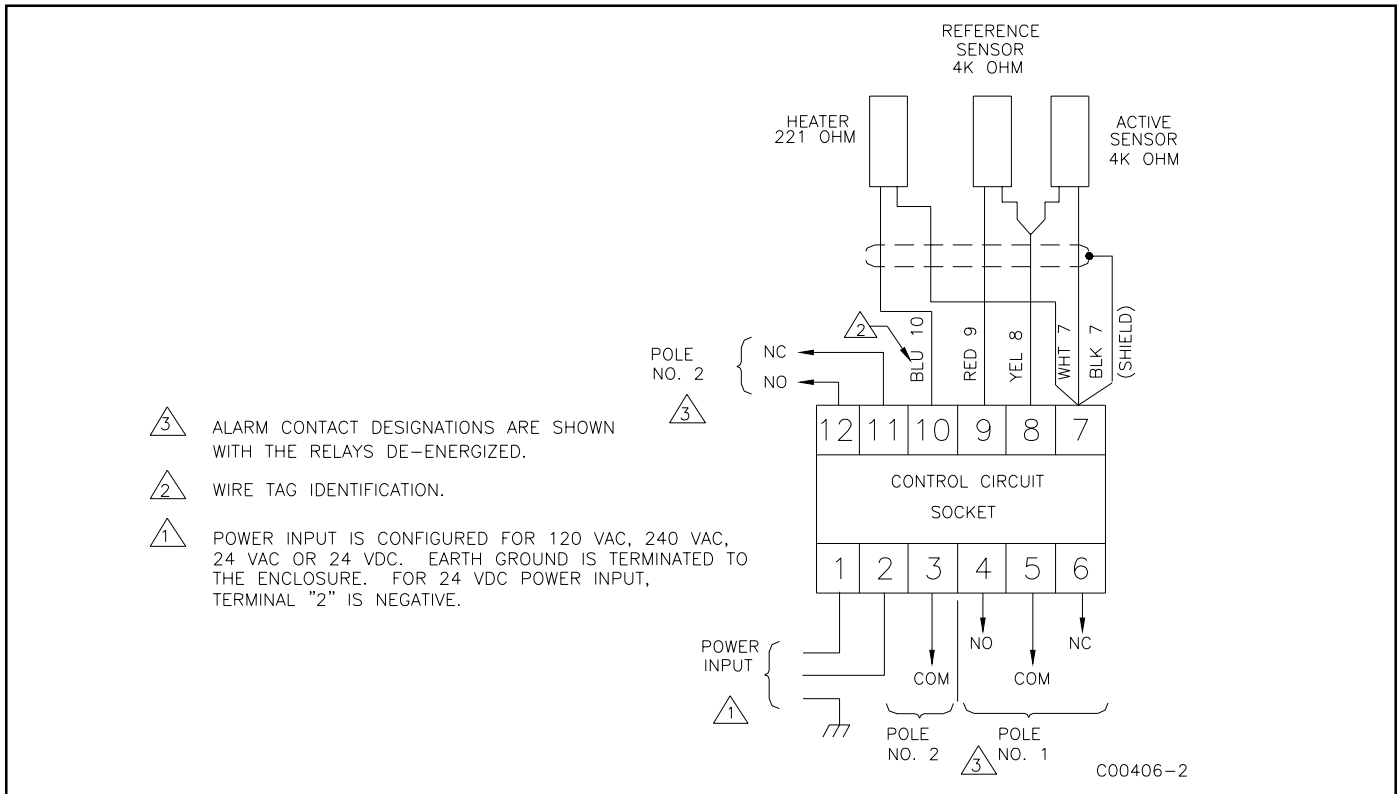 REFERENCE
SENSOR
4K OHM
HEATER
221 OHM
ACTIVE
SENSOR
4K OHM
2
BLU 10
RED 9
YEL 8
WHT 7
BLK 7
(SHIELD)
POLE
NO. 2
NC
NO
3
12 11 10 9 8 7
CONTROL CIRCUIT
SOCKET
1 2 3 4 5 6
3 ALARM CONTACT DESIGNATIONS ARE SHOWN
WITH THE RELAYS DE-ENERGIZED.
2 WIRE TAG IDENTIFICATION.
1 POWER INPUT IS CONFIGURED FOR 120 VAC, 240 VAC,
24 VAC OR 24 VDC. EARTH GROUND IS TERMINATED TO
THE ENCLOSURE. FOR 24 VDC POWER INPUT,
TERMINAL "2" IS NEGATIVE.
POWER
INPUT
1
COM
NO
COM
NC
POLE
NO. 2
3
POLE
NO. 1
C00406-2